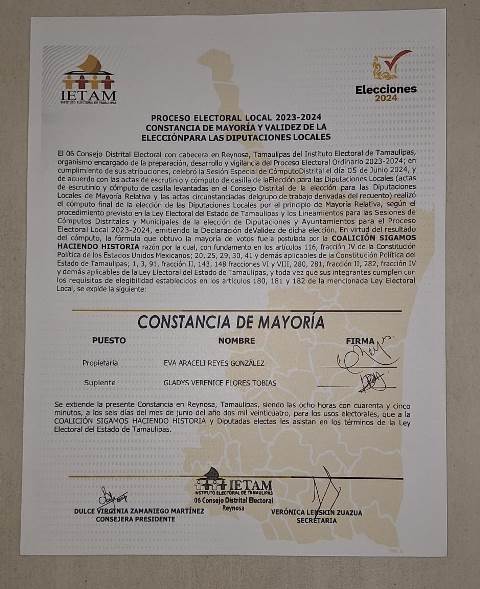 IETAM
INSTITUTO ELECTORAL DE TAMAULIPAS
Elecciones
2024
PROCESO ELECTORAL LOCAL 2023-2024
CONSTANCIA DE MAYORÍA Y VALIDEZ DE LA
ELECCIÓNPARA LAS DIPUTACIONES LOCALES
El 06 Consejo Distrital Electoral con cabecera en Reynosa, Tamaulipas del Instituto Electoral de Tamaulipas,
organismo encargado de la preparación, desarrollo y vigilancia del Proceso Electoral Ordinario 2023-2024; en
cumplimiento de sus atribuciones, celebró la Sesión Especial de CómputoDistrital el día 05 de Junio 2024, y
de acuerdo con las actas de escrutinio y cómputo de casilla de laElección para las Diputaciones Locales (actas
de escrutinio y cómputo de casilla levantadas en el Consejo Distrital de la elección para las Diputaciones
Locales de Mayoría Relativa y las actas circunstanciadas delgrupo de trabajo derivadas del recuento) realizó
el cómputo final de la elección de las Diputaciones Locales por el principio de Mayoría Relativa, según el
procedimiento previsto en la Ley Electoral del Estado de Tamaulipas y los Lineamientos para las Sesiones de
Cómputos Distritales y Municipales para la elección de Diputaciones y Ayuntamientos para el Proceso
Electoral Local 2023-2024, emitiendo la Declaración deValidez de dicha elección. En virtud del resultado
del cómputo, la fórmula que obtuvo la mayoría de votos fue la postulada por la COALICIÓN SIGAMOS
HACIENDO HISTORIA razón por la cual, con fundamento en los artículos 116, fracción IV de la Constitución
Política de los Estados Unidos Mexicanos; 20, 25, 29, 30, 41 y demás aplicables de la Constitución Política del
Estado de Tamaulipas; 1, 3, 91, fracción II, 143, 148 fracciones VI y VIII, 280, 281, fracción II, 282, fracción IV
y demás aplicables de la Ley Electoral del Estado de Tamaulipas, y toda vez que sus integrantes cumplen con
los requisitos de elegibilidad establecidos en los artículos 180, 181 y 182 de la mencionada Ley Electoral
Local, se expide la siguiente:
CONSTANCIA DE MAYORÍA
PUESTO NOMBRE FIRMA
Propietaria EVA ARACELI REYES GONZÁLEZ
Suplente GLADYS VERENICE FLORES TOBIAS
Se extiende la presente Constancia en Reynosa, Tamaulipas, siendo las ocho horas con cuarenta y cinco
minutos, a los seis días del mes de junio del año dos mil veinticuatro, para los usos electorales, que a la
COALICIÓN SIGAMOS HACIENDO HISTORIA y Diputadas electas les asistan en los términos de la Ley
Electoral del Estado de Tamaulipas.
IETAM
INSTITUTO ELECTORAL DE TAMAULIPAS
06 Consejo Distrital Electoral
Reynosa
DULCE VIRGINIA ZAMANIEGO MARTÍNEZ
CONSEJERA PRESIDENTE
VERÓNICA ZUAZUA
SECRETARIA